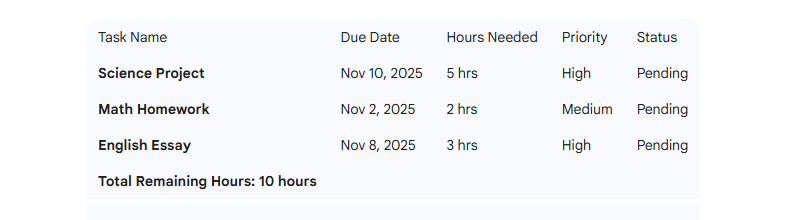 Task Name Due Date Hours Needed Priority Status
Science Project Nov 10, 2025 5 hrs High Pending
Math Homework Nov 2, 2025 2 hrs Medium Pending
English Essay Nov 8, 2025 3 hrs High Pending
Total Remaining Hours: 10 hours